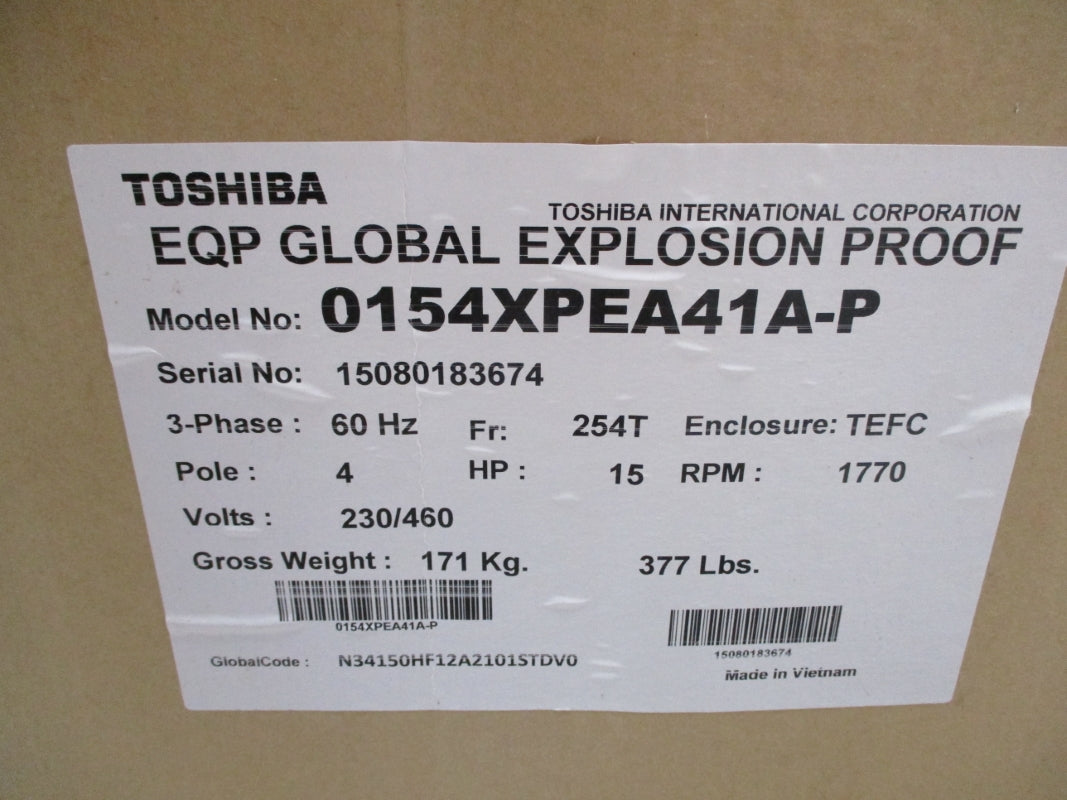 TOSHIBA
TOSHIBA INTERNATIONAL CORPORATION
EQP GLOBAL EXPLOSION PROOF
Model No: 0154XPEA41A-P
Serial No: 15080183674
3-Phase : 60 Hz Fr: 254T Enclosure: TEFC
Pole : 4 HP : 15 RPM : 1770
Volts : 230/460
Gross Weight : 171 Kg. 377 Lbs.
0154XPEA41A-P
15080183674
GlobalCode : N34150HF12A2101STDV0
Made in Vietnam